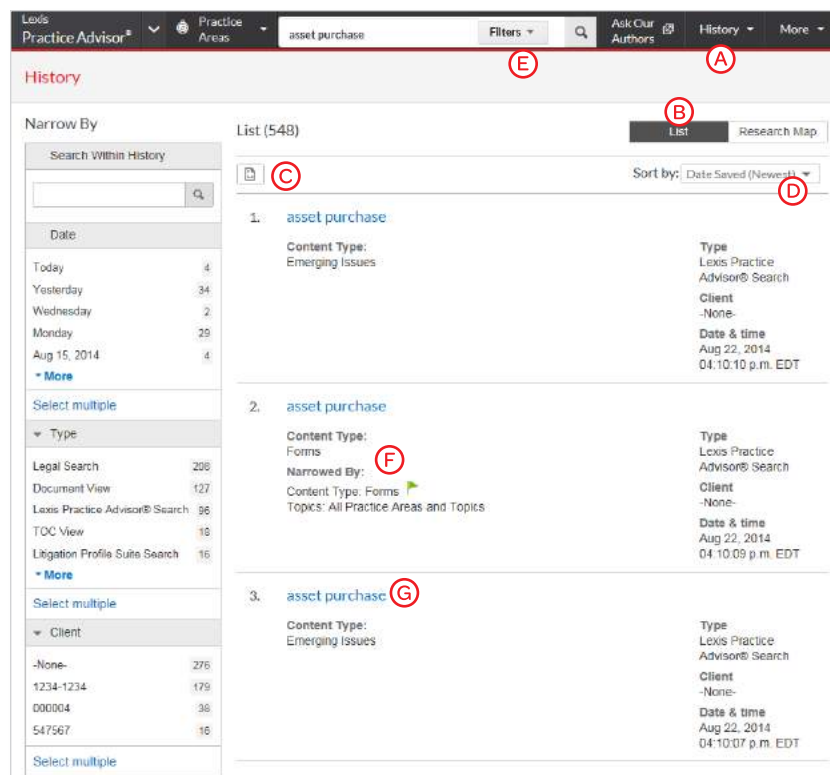 Lexis
Practice Advisor®
Practice
Areas
asset purchase
Filters
Ask Our
Authors
History
More
E
A
History
B
Narrow By
List (548)
List
Research Map
Search Within History
C
Sort by: Date Saved (Newest)
D
Date
Today 4
Yesterday 34
Wednesday 2
Monday 29
Aug 15, 2014 4
More
Select multiple
Type
Legal Search 206
Document View 127
Lexis Practice Advisor® Search 96
TOC View 18
Litigation Profile Suite Search 16
More
Select multiple
Client
-None- 276
1234-1234 179
000004 38
547567 16
Select multiple
1. asset purchase
Content Type:
Emerging Issues
Type
Lexis Practice
Advisor® Search
Client
-None-
Date & time
Aug 22, 2014
04:10:10 p.m. EDT
2. asset purchase
Content Type:
Forms
F
Narrowed By:
Content Type: Forms
Topics: All Practice Areas and Topics
Type
Lexis Practice
Advisor® Search
Client
-None-
Date & time
Aug 22, 2014
04:10:09 p.m. EDT
3. asset purchase G
Content Type:
Emerging Issues
Type
Lexis Practice
Advisor® Search
Client
-None-
Date & time
Aug 22, 2014
04:10:07 p.m. EDT